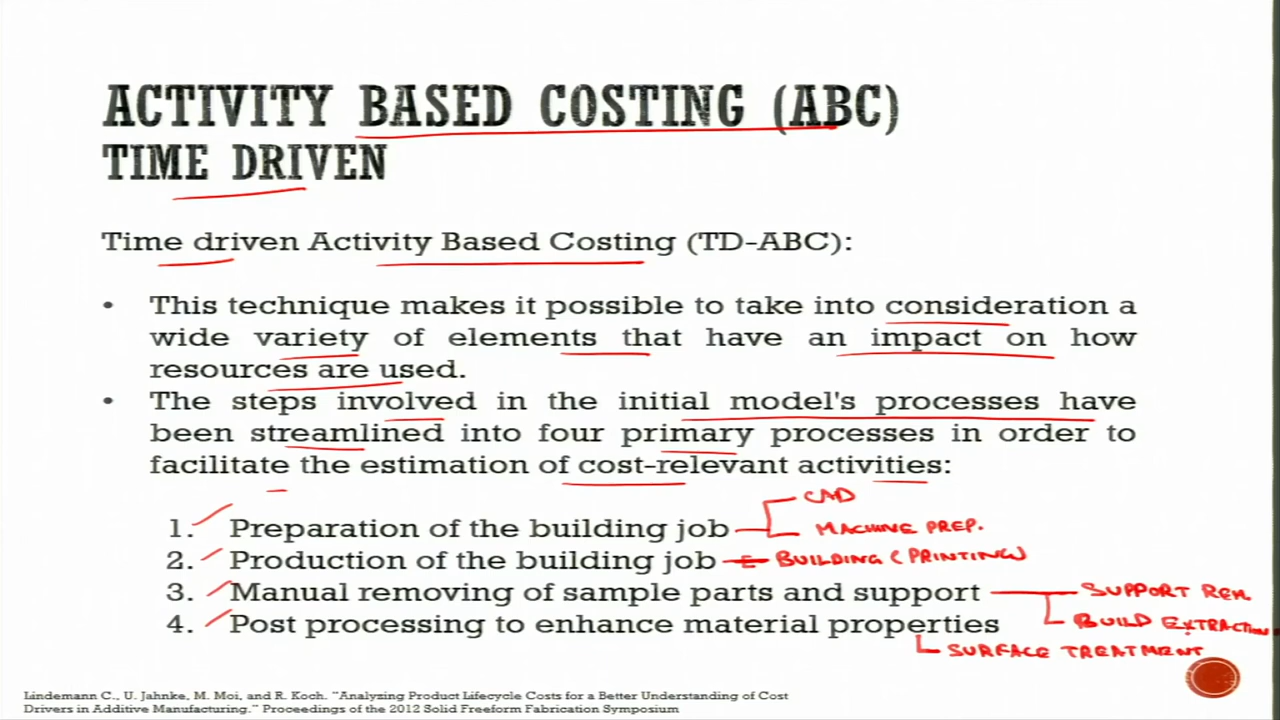 ACTIVITY BASED COSTING (ABC)
TIME DRIVEN
Time driven Activity Based Costing (TD-ABC):
• This technique makes it possible to take into consideration a
wide variety of elements that have an impact on how
resources are used.
• The steps involved in the initial model's processes have
been streamlined into four primary processes in order to
facilitate the estimation of cost-relevant activities:
CAD
1. Preparation of the building job MACHINE PREP.
2. Production of the building job BUILDING (PRINTING)
3. Manual removing of sample parts and support SUPPORT REM.
BUILD EXTRACTION
4. Post processing to enhance material properties
SURFACE TREATMENT
Lindemann C., U. Jahnke, M. Moi, and R. Koch. "Analyzing Product Lifecycle Costs for a Better Understanding of Cost
Drivers in Additive Manufacturing." Proceedings of the 2012 Solid Freeform Fabrication Symposium